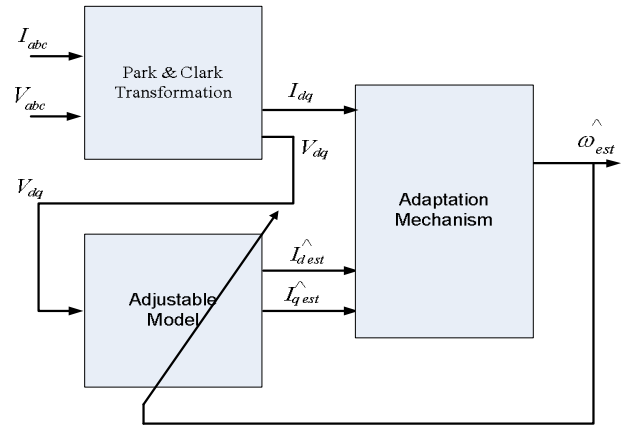 I_abc
V_abc
Park & Clark
Transformation
I_dq
V_dq
V_dq
ω̂_est
Adaptation
Mechanism
Adjustable
Model
Î_d est
Î_q est